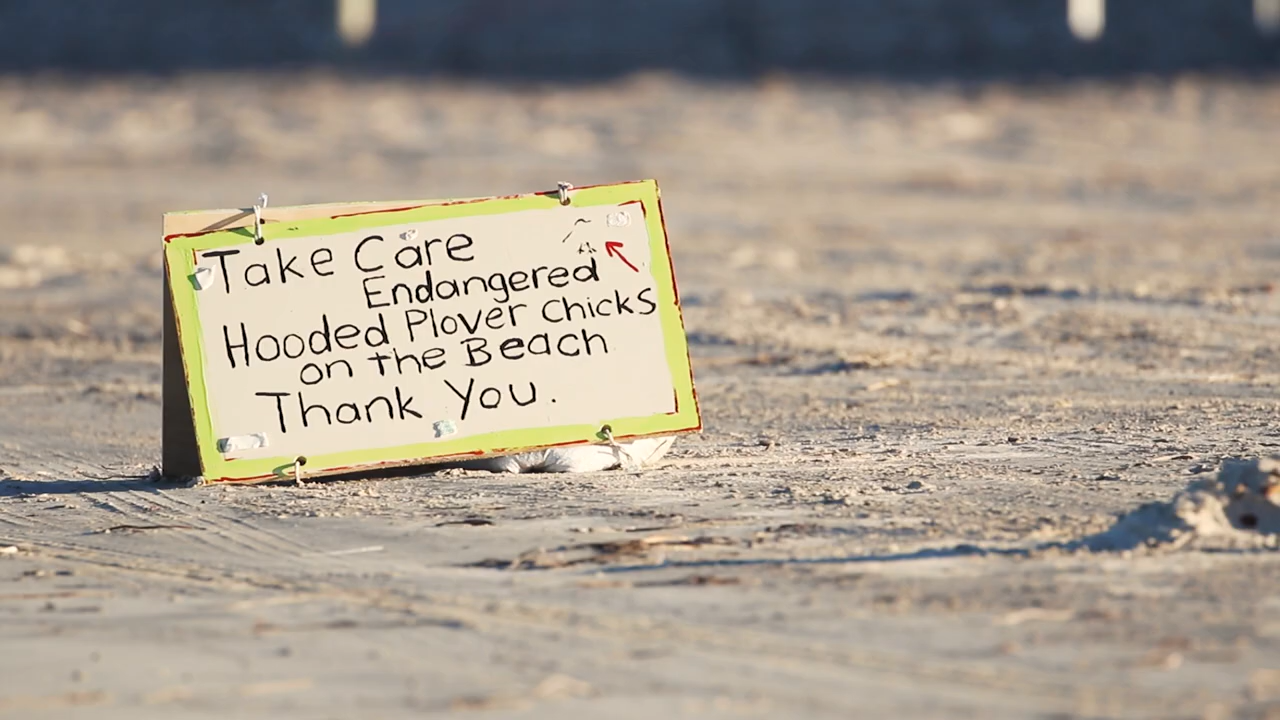 Take Care
Endangered
Hooded Plover Chicks
on the Beach
Thank You.